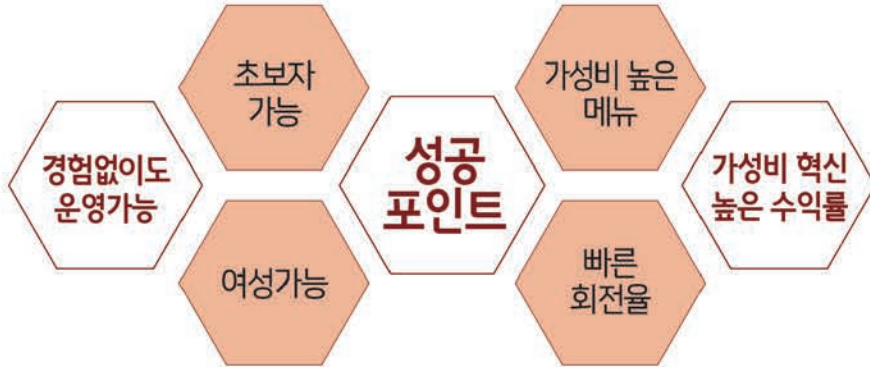 초보자
가능
가성비 높은
메뉴
경험없이도
운영가능
성공
포인트
가성비 혁신
높은 수익률
여성가능
빠른
회전율